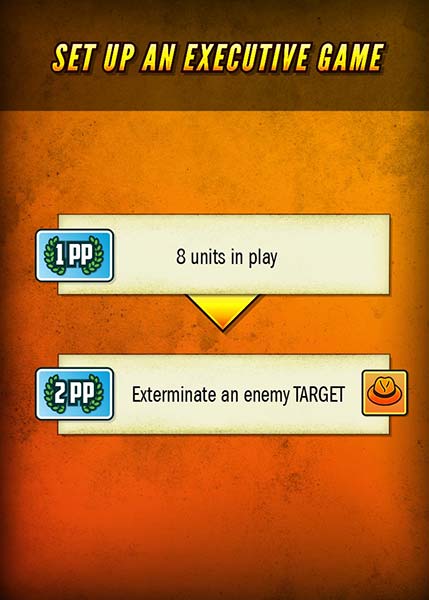 SET UP AN EXECUTIVE GAME
1 PP
8 units in play
2 PP
Exterminate an enemy TARGET